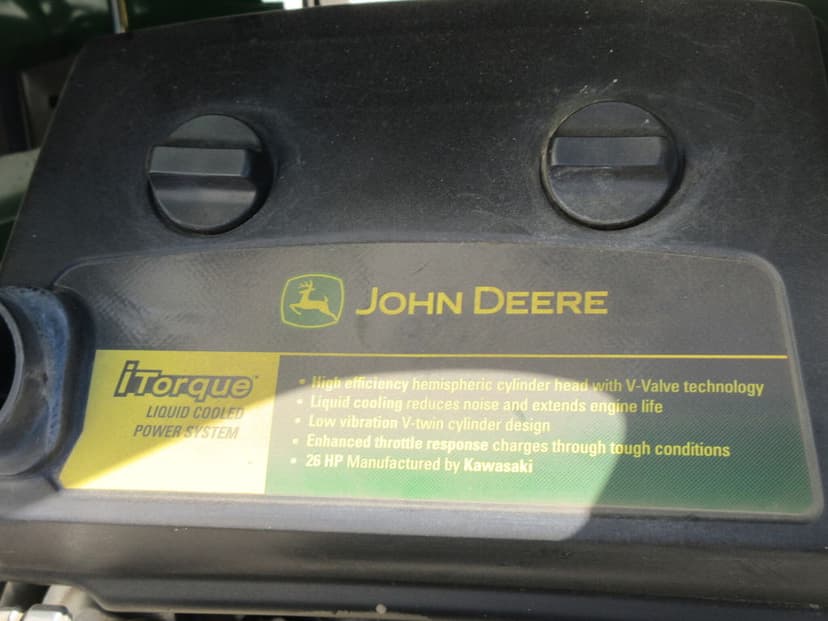 JOHN DEERE
iTorque™
LIQUID COOLED
POWER SYSTEM
• High efficiency hemispheric cylinder head with V-Valve technology
• Liquid cooling reduces noise and extends engine life
• Low vibration V-twin cylinder design
• Enhanced throttle response charges through tough conditions
• 26 HP Manufactured by Kawasaki